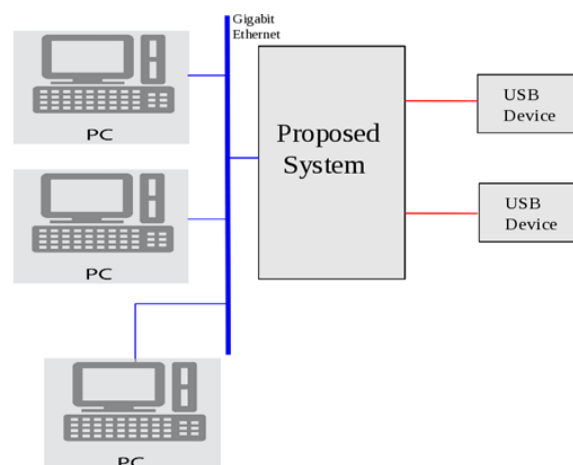 Gigabit
Ethernet
PC
Proposed
System
USB
Device
PC
USB
Device
PC